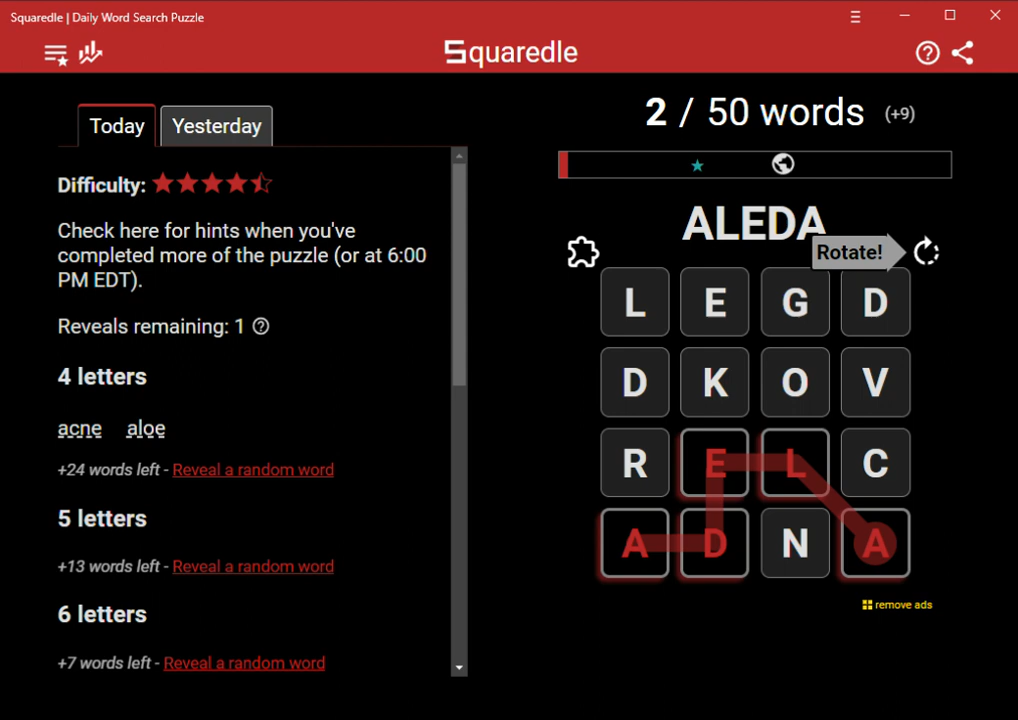 Squaredle | Daily Word Search Puzzle
Squaredle
Today Yesterday
Difficulty:
Check here for hints when you've
completed more of the puzzle (or at 6:00
PM EDT).
Reveals remaining: 1
4 letters
acne aloe
+24 words left - Reveal a random word
5 letters
+13 words left - Reveal a random word
6 letters
+7 words left - Reveal a random word
2 / 50 words (+9)
ALEDA
Rotate!
L E G D
D K O V
R E L C
A D N A
remove ads